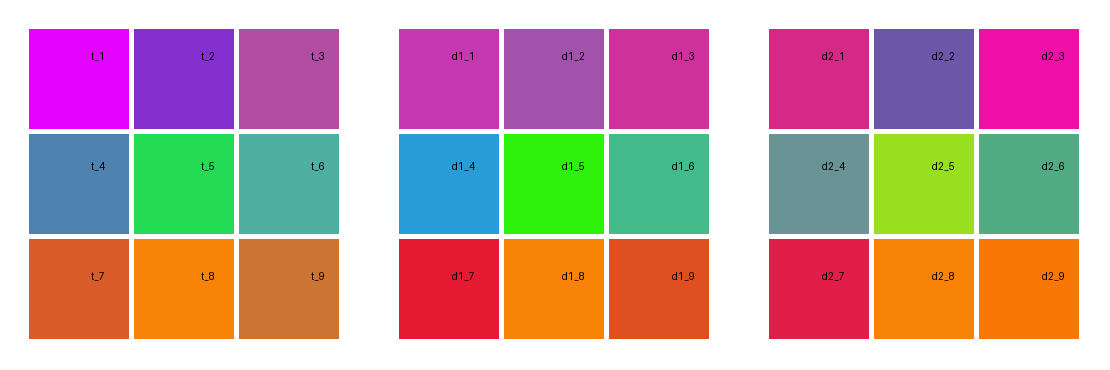 t_1 t_2 t_3 d1_1 d1_2 d1_3 d2_1 d2_2 d2_3
t_4 t_5 t_6 d1_4 d1_5 d1_6 d2_4 d2_5 d2_6
t_7 t_8 t_9 d1_7 d1_8 d1_9 d2_7 d2_8 d2_9